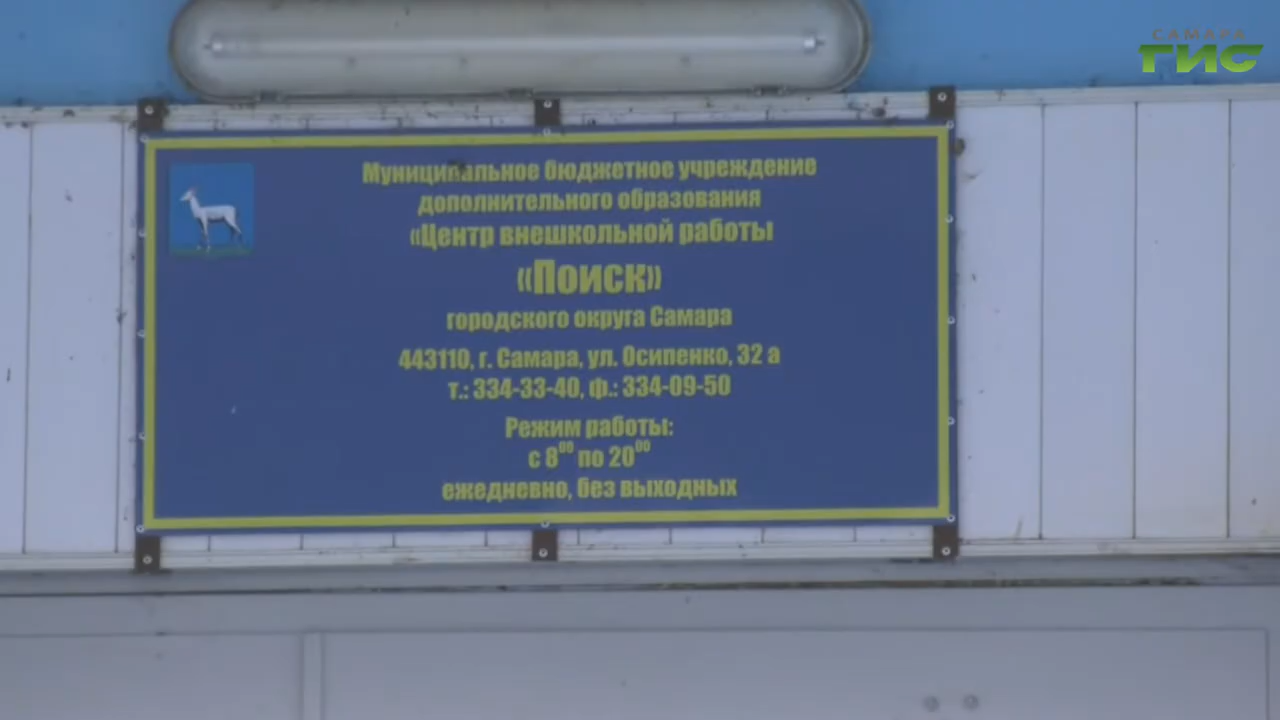 САМАРА
ГИС
Муниципальное бюджетное учреждение
дополнительного образования
«Центр внешкольной работы
«Поиск»
городского округа Самара
443110, г. Самара, ул. Осипенко, 32 а
т.: 334-33-40, ф.: 334-09-50
Режим работы:
с 8⁰⁰ по 20⁰⁰
ежедневно, без выходных